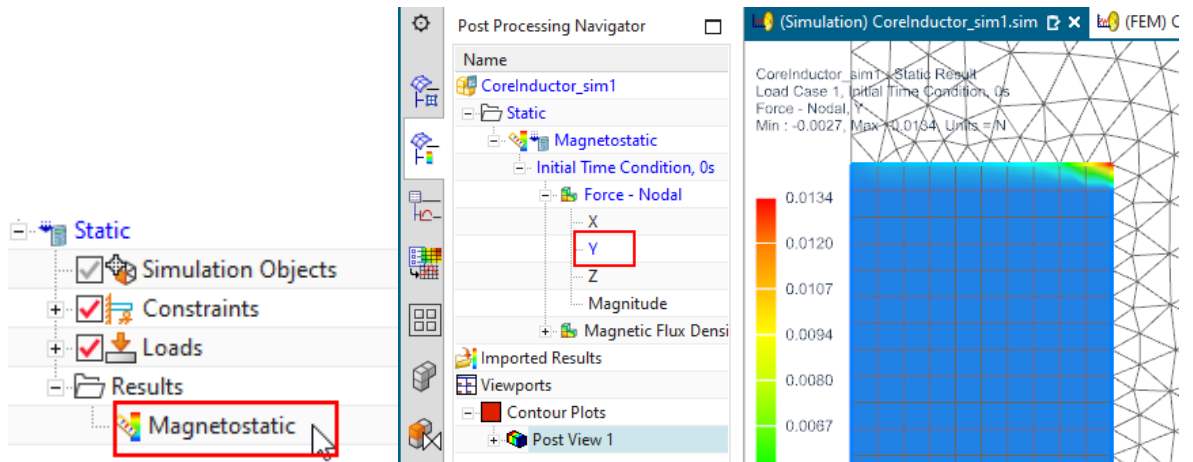 Static
Simulation Objects
Constraints
Loads
Results
Magnetostatic
Post Processing Navigator
Name
CoreInductor_sim1
Static
Magnetostatic
Initial Time Condition, 0s
Force - Nodal
X
Y
Z
Magnitude
Magnetic Flux Densi
Imported Results
Viewports
Contour Plots
Post View 1
(Simulation) CoreInductor_sim1.sim
(FEM) C
CoreInductor_sim1 : Static Result
Load Case 1, Initial Time Condition, 0s
Force - Nodal, Y
Min : -0.0027, Max : 0.0134, Units = N
0.0134
0.0120
0.0107
0.0094
0.0080
0.0067